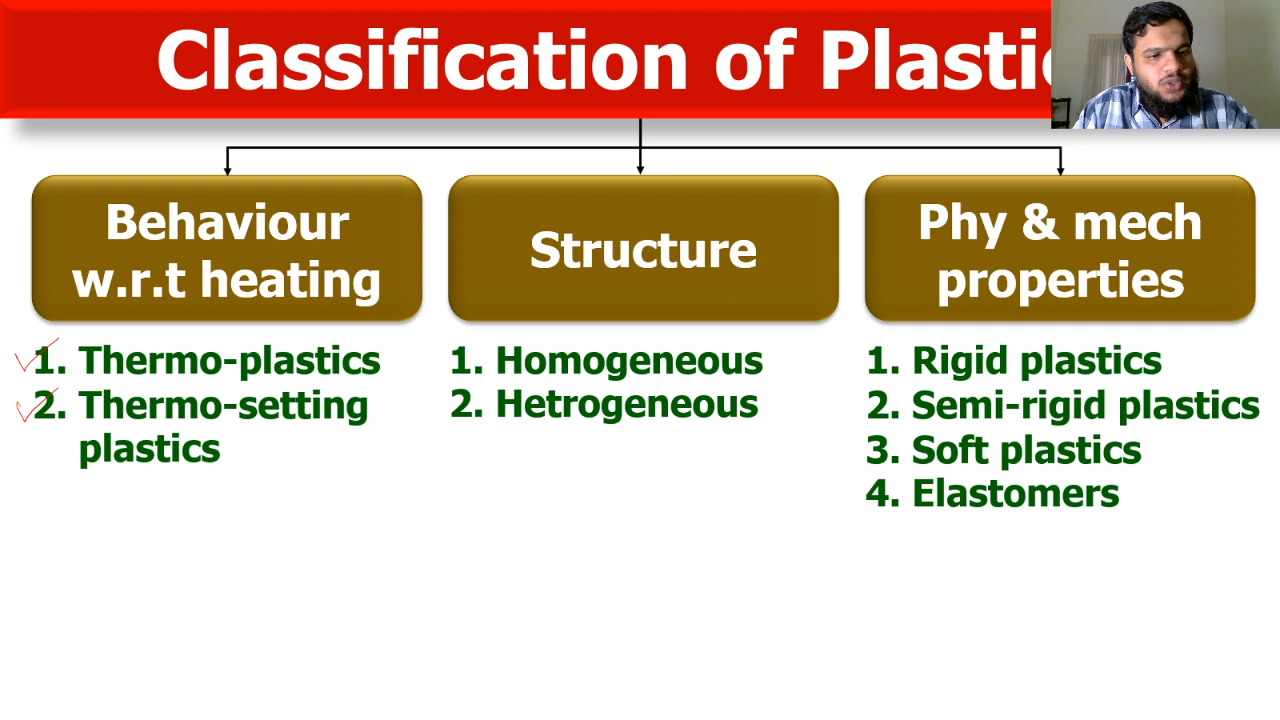 Classification of Plastic
Behaviour
w.r.t heating
Structure
Phy & mech
properties
1. Thermo-plastics
2. Thermo-setting
plastics
1. Homogeneous
2. Hetrogeneous
1. Rigid plastics
2. Semi-rigid plastics
3. Soft plastics
4. Elastomers